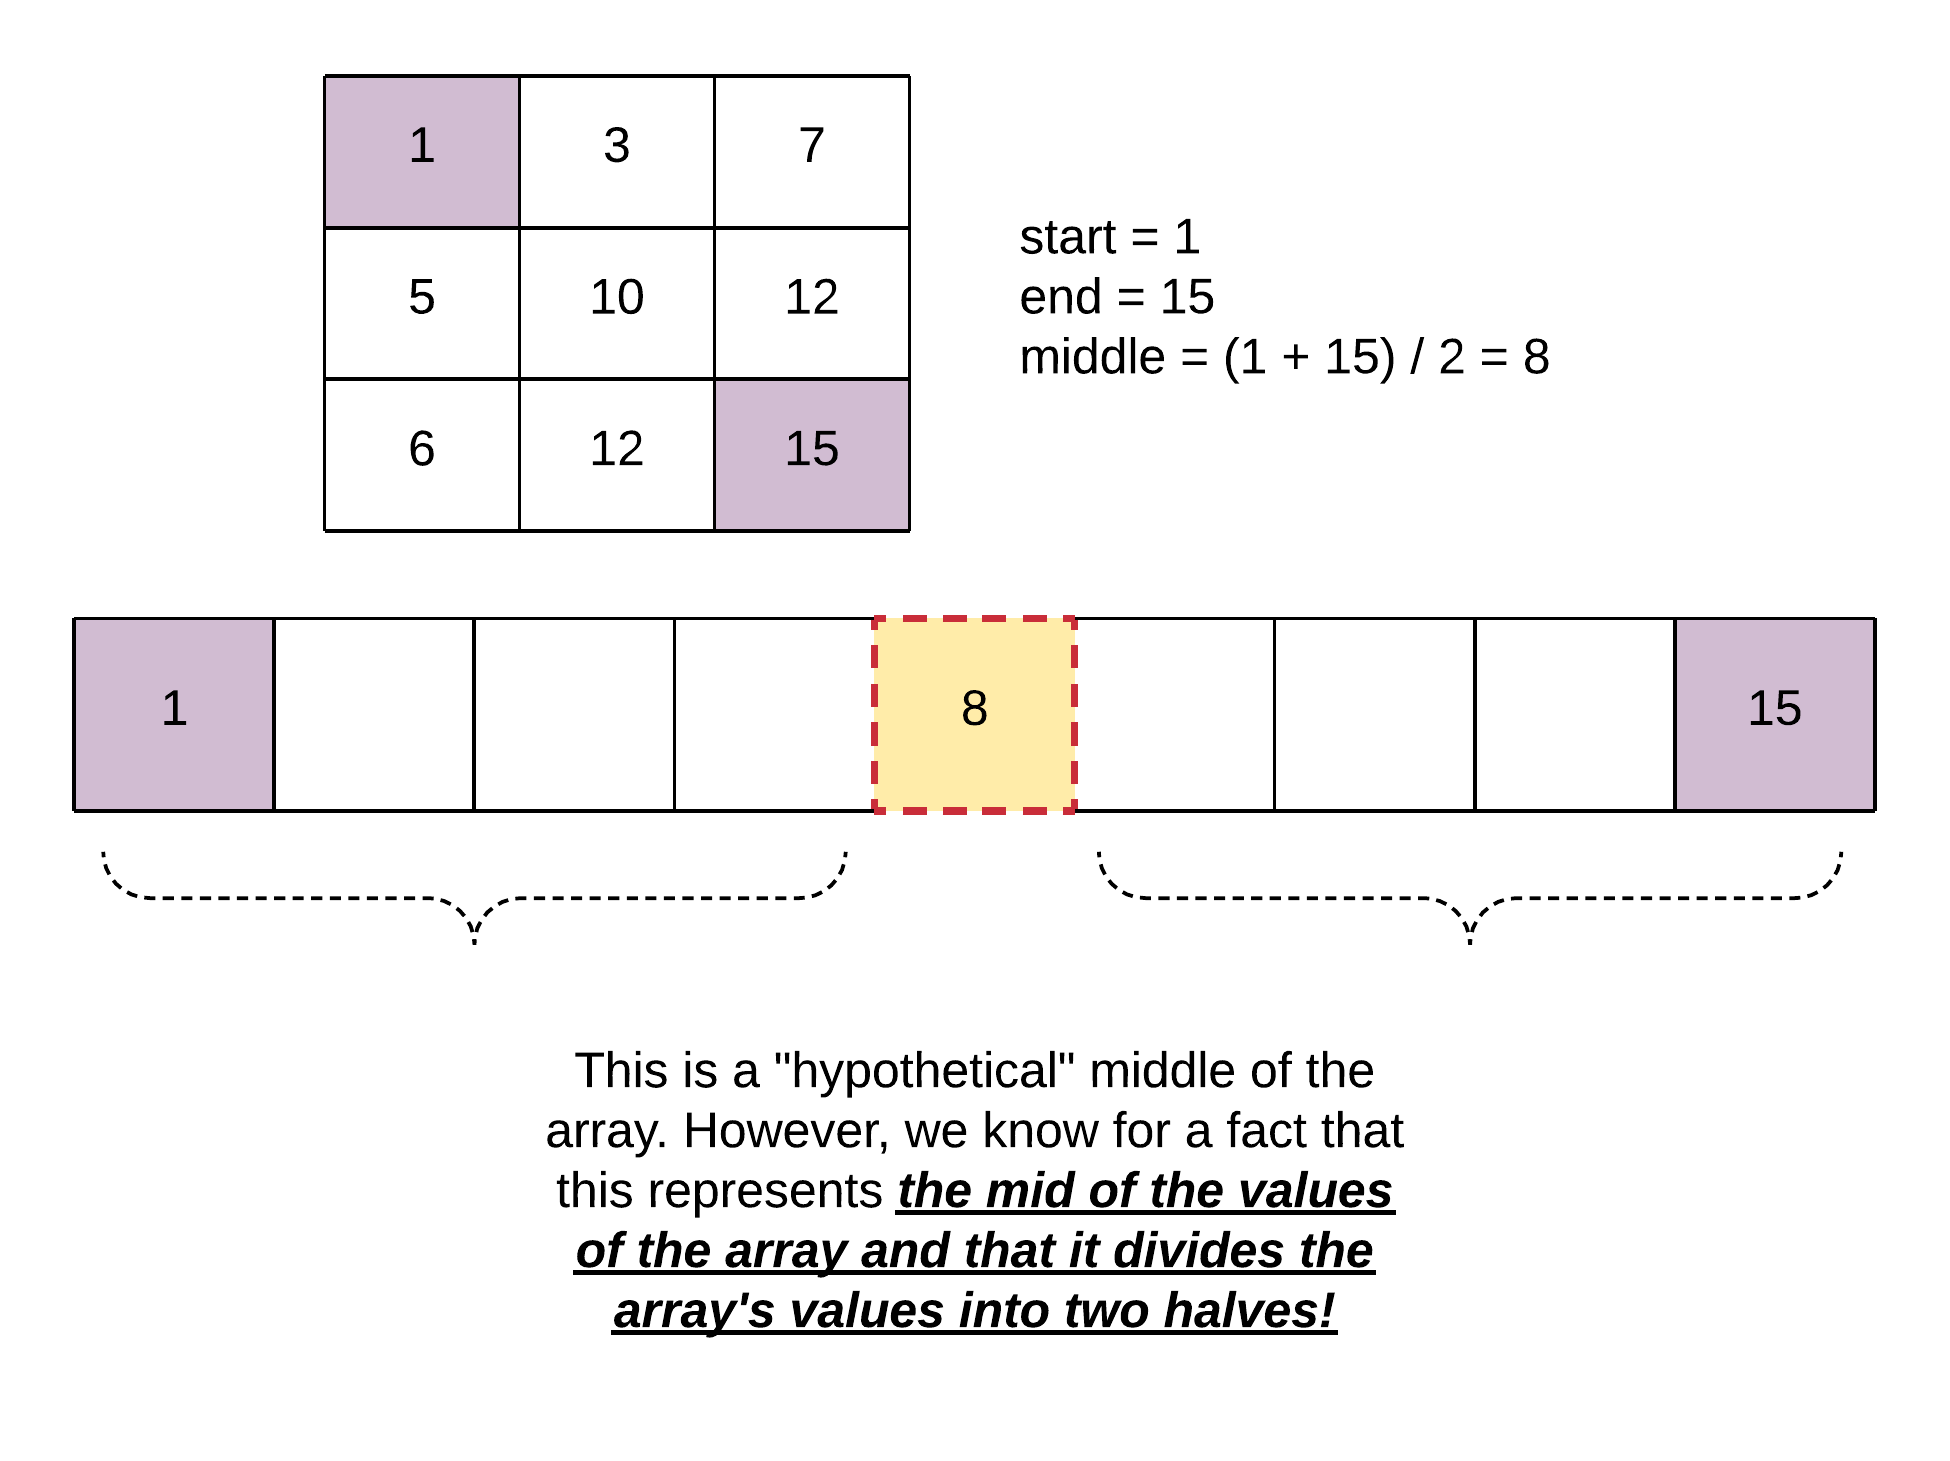 1 3 7
5 10 12
6 12 15
start = 1
end = 15
middle = (1 + 15) / 2 = 8
1 8 15
This is a "hypothetical" middle of the
array. However, we know for a fact that
this represents the mid of the values
of the array and that it divides the
array's values into two halves!